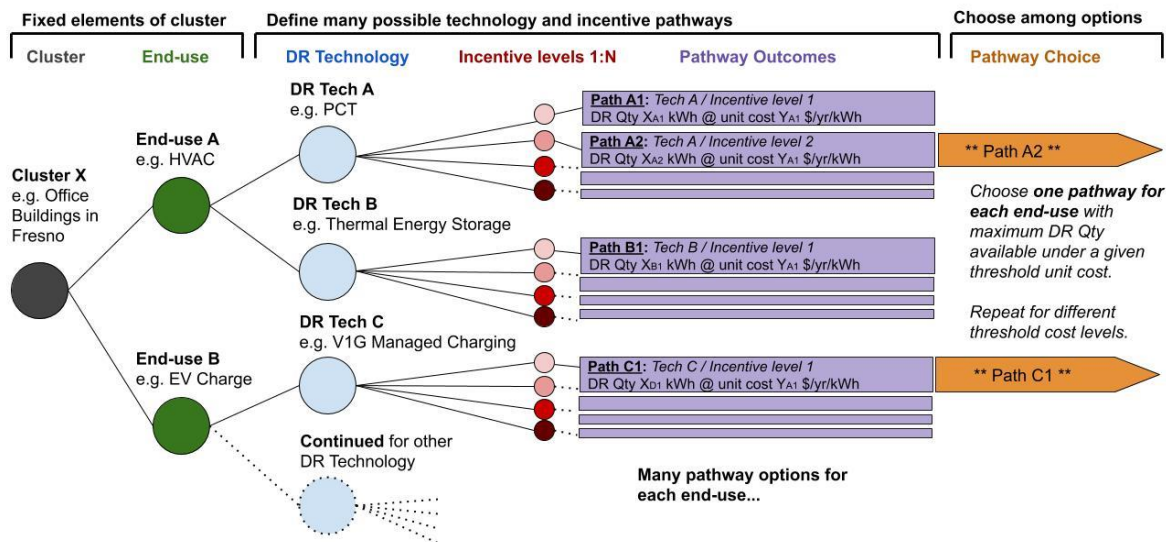 Fixed elements of cluster
Define many possible technology and incentive pathways
Choose among options
Cluster
End-use
DR Technology
Incentive levels 1:N
Pathway Outcomes
Pathway Choice
Cluster X
e.g. Office
Buildings in
Fresno
End-use A
e.g. HVAC
End-use B
e.g. EV Charge
DR Tech A
e.g. PCT
DR Tech B
e.g. Thermal Energy Storage
DR Tech C
e.g. V1G Managed Charging
Continued for other
DR Technology
Path A1: Tech A / Incentive level 1
DR Qty XA1 kWh @ unit cost YA1 $/yr/kWh
Path A2: Tech A / Incentive level 2
DR Qty XA2 kWh @ unit cost YA1 $/yr/kWh
Path B1: Tech B / Incentive level 1
DR Qty XB1 kWh @ unit cost YA1 $/yr/kWh
Path C1: Tech C / Incentive level 1
DR Qty XD1 kWh @ unit cost YA1 $/yr/kWh
Many pathway options for
each end-use...
** Path A2 **
Choose one pathway for
each end-use with
maximum DR Qty
available under a given
threshold unit cost.
Repeat for different
threshold cost levels.
** Path C1 **